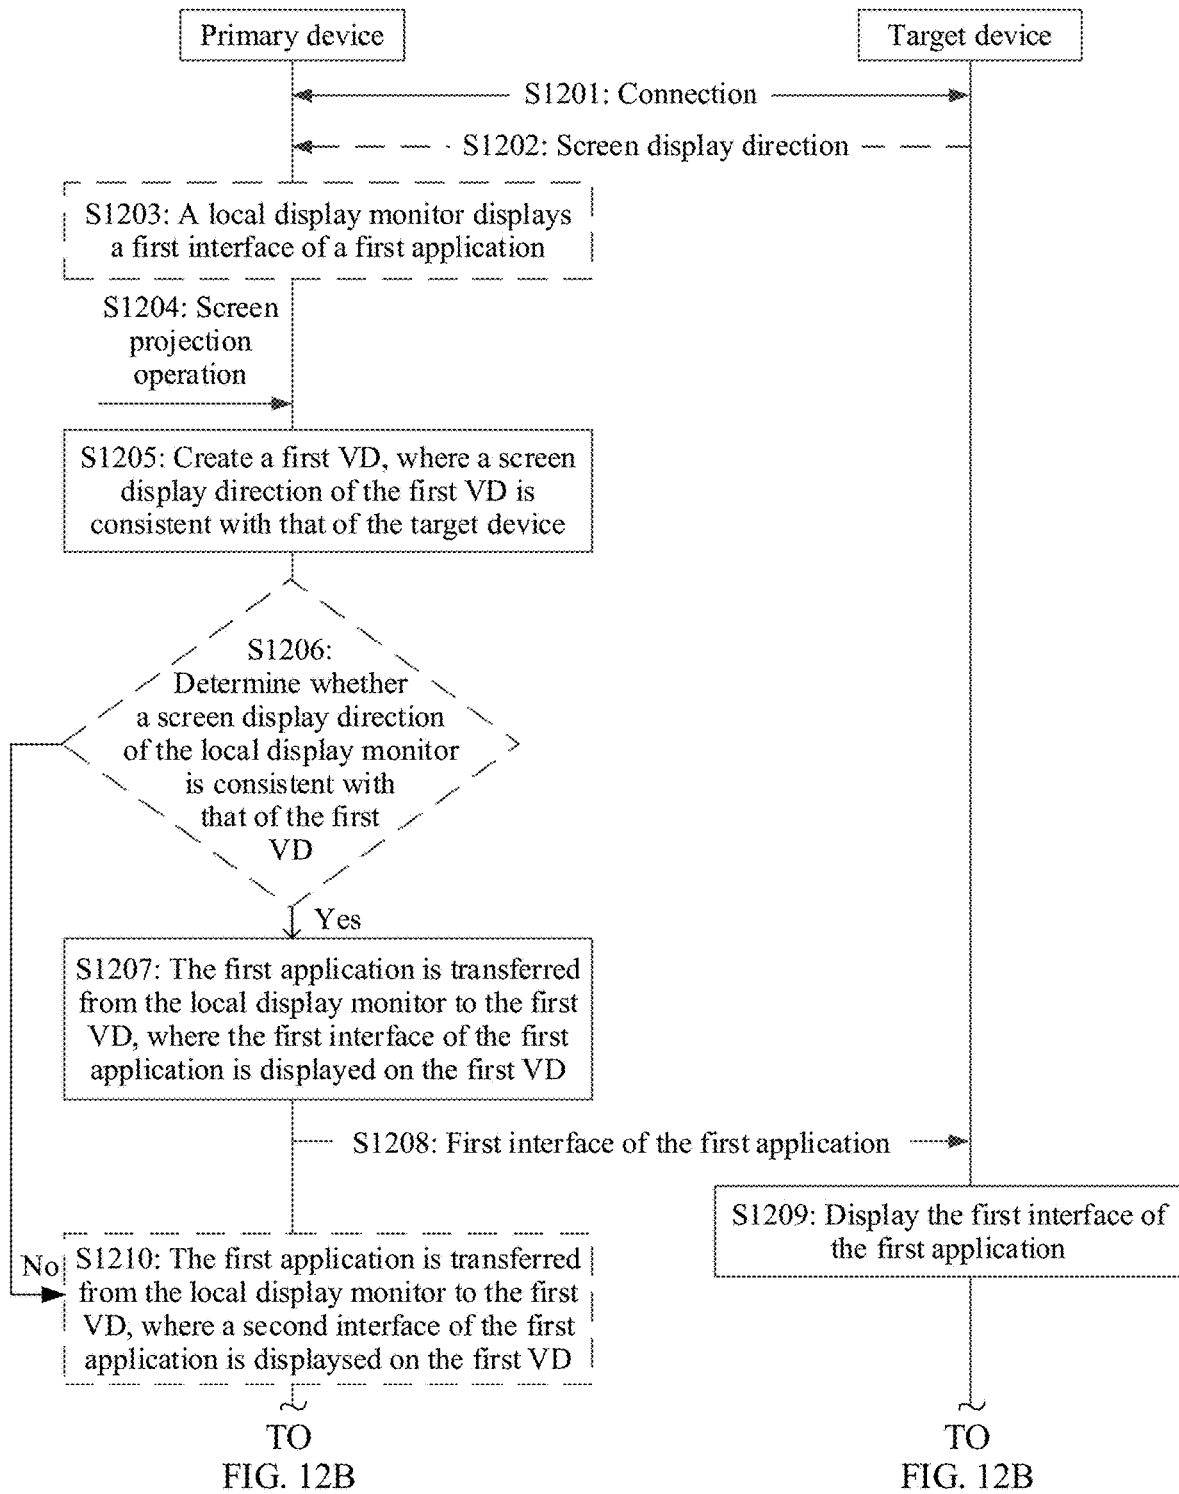 Primary device
Target device
S1201: Connection
S1202: Screen display direction
S1203: A local display monitor displays
a first interface of a first application
S1204: Screen
projection
operation
S1205: Create a first VD, where a screen
display direction of the first VD is
consistent with that of the target device
S1206:
Determine whether
a screen display direction
of the local display monitor
is consistent with
that of the first
VD
Yes
S1207: The first application is transferred
from the local display monitor to the first
VD, where the first interface of the first
application is displayed on the first VD
S1208: First interface of the first application
S1209: Display the first interface of
the first application
No
S1210: The first application is transferred
from the local display monitor to the first
VD, where a second interface of the first
application is displaysed on the first VD
TO
FIG. 12B
TO
FIG. 12B